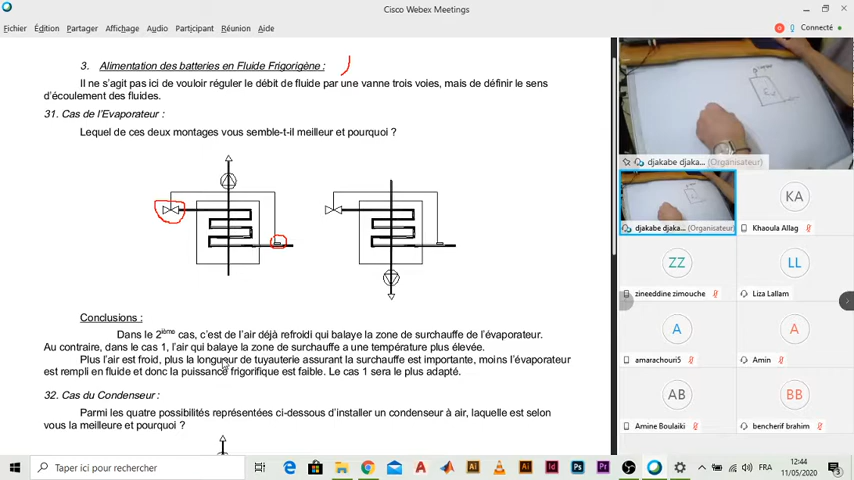 Cisco Webex Meetings
Fichier Édition Partager Affichage Audio Participant Réunion Aide
Connecté
3. Alimentation des batteries en Fluide Frigorigène :
Il ne s'agit pas ici de vouloir réguler le débit de fluide par une vanne trois voies, mais de définir le sens
d'écoulement des fluides.
31. Cas de l'Evaporateur :
Lequel de ces deux montages vous semble-t-il meilleur et pourquoi ?
Conclusions :
Dans le 2ième cas, c'est de l'air déjà refroidi qui balaye la zone de surchauffe de l'évaporateur.
Au contraire, dans le cas 1, l'air qui balaye la zone de surchauffe a une température plus élevée.
Plus l'air est froid, plus la longueur de tuyauterie assurant la surchauffe est importante, moins l'évaporateur
est rempli en fluide et donc la puissance frigorifique est faible. Le cas 1 sera le plus adapté.
32. Cas du Condenseur :
Parmi les quatre possibilités représentées ci-dessous d'installer un condenseur à air, laquelle est selon
vous la meilleure et pourquoi ?
djakabe djaka... (Organisateur)
djakabe djaka... (Organisateur)
KA
Khaoula Allag
ZZ
zineeddine zimouche
LL
Liza Lallam
A
amarachouri5
A
Amin
AB
Amine Boulaiki
BB
bencherif brahim
Taper ici pour rechercher
FRA
12:44
11/05/2020
3